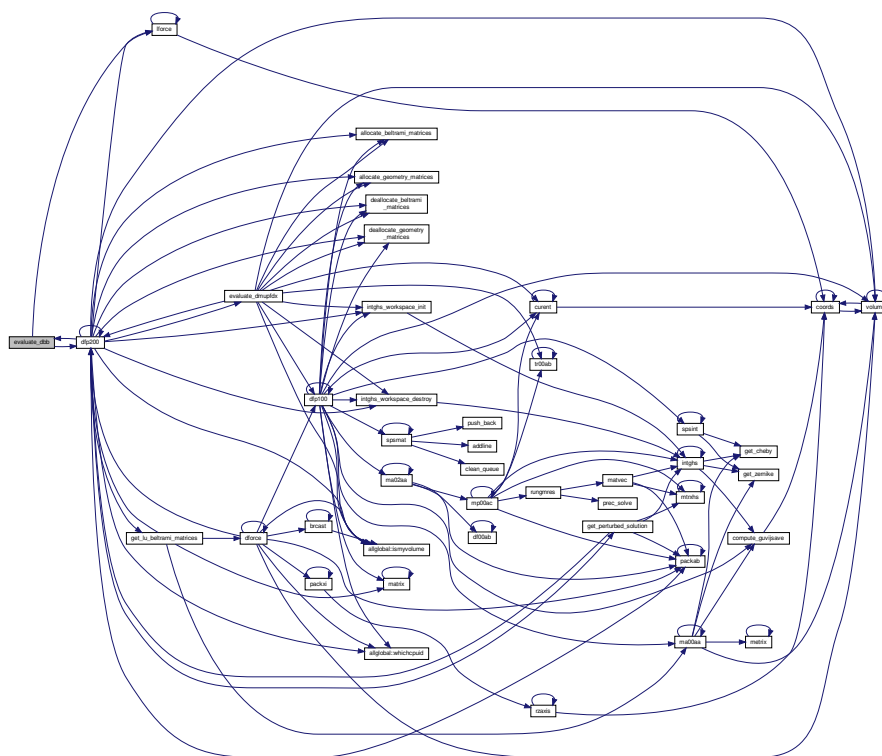 lforce
allocate_beltrami_matrices
allocate_geometry_matrices
deallocate_beltrami
_matrices
deallocate_geometry
_matrices
evaluate_dmupfdx
intghs_workspace_init
curent
coords
volume
evaluate_dbb
dfp200
tr00ab
dfp100
intghs_workspace_destroy
push_back
spsmat
addline
clean_queue
spsint
get_cheby
intghs
get_zernike
ma02aa
mp00ac
rungmres
matvec
mtrxhs
prec_solve
brcast
get_perturbed_solution
get_lu_beltrami_matrices
dforce
df00ab
compute_guvijsave
allglobal::ismyvolume
packab
packxi
matrix
allglobal::whichcpuid
ma00aa
metrix
rzaxis